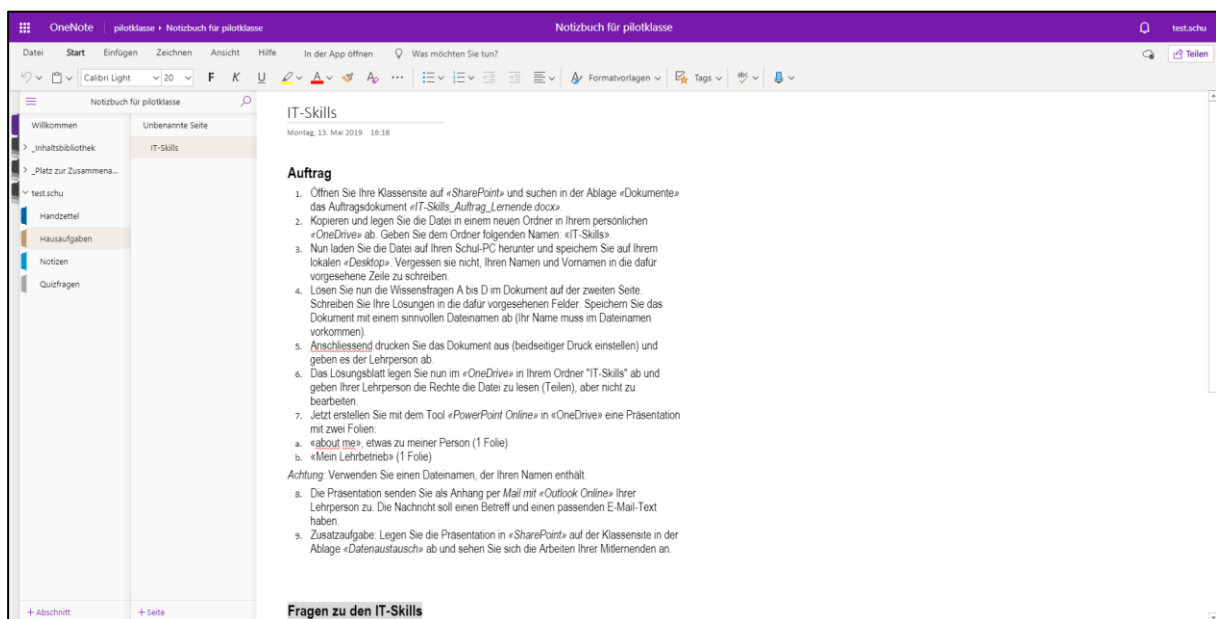 OneNote pilotklasse › Notizbuch für pilotklasse Notizbuch für pilotklasse test.schu
Datei Start Einfügen Zeichnen Ansicht Hilfe In der App öffnen Was möchten Sie tun? Teilen
Calibri Light 20 F K U A A Formatvorlagen Tags abc
Notizbuch für pilotklasse
Willkommen
_Inhaltsbibliothek
_Platz zur Zusammena...
test.schu
Handzettel
Hausaufgaben
Notizen
Quizfragen
+ Abschnitt
Unbenannte Seite
IT-Skills
+ Seite
IT-Skills
Montag, 13. Mai 2019 16:18
Auftrag
1. Öffnen Sie Ihre Klassensite auf «SharePoint» und suchen in der Ablage «Dokumente»
das Auftragsdokument «IT-Skills_Auftrag_Lernende.docx».
2. Kopieren und legen Sie die Datei in einem neuen Ordner in Ihrem persönlichen
«OneDrive» ab. Geben Sie dem Ordner folgenden Namen: «IT-Skills».
3. Nun laden Sie die Datei auf Ihren Schul-PC herunter und speichern Sie auf Ihrem
lokalen «Desktop». Vergessen sie nicht, Ihren Namen und Vornamen in die dafür
vorgesehene Zeile zu schreiben.
4. Lösen Sie nun die Wissensfragen A bis D im Dokument auf der zweiten Seite.
Schreiben Sie Ihre Lösungen in die dafür vorgesehenen Felder. Speichern Sie das
Dokument mit einem sinnvollen Dateinamen ab (Ihr Name muss im Dateinamen
vorkommen).
5. Anschliessend drucken Sie das Dokument aus (beidseitiger Druck einstellen) und
geben es der Lehrperson ab.
6. Das Lösungsblatt legen Sie nun im «OneDrive» in Ihrem Ordner "IT-Skills" ab und
geben Ihrer Lehrperson die Rechte die Datei zu lesen (Teilen), aber nicht zu
bearbeiten.
7. Jetzt erstellen Sie mit dem Tool «PowerPoint Online» in «OneDrive» eine Präsentation
mit zwei Folien:
a. «about me», etwas zu meiner Person (1 Folie)
b. «Mein Lehrbetrieb» (1 Folie)
Achtung: Verwenden Sie einen Dateinamen, der Ihren Namen enthält.
8. Die Präsentation senden Sie als Anhang per Mail mit «Outlook Online» Ihrer
Lehrperson zu. Die Nachricht soll einen Betreff und einen passenden E-Mail-Text
haben.
9. Zusatzaufgabe: Legen Sie die Präsentation in «SharePoint» auf der Klassensite in der
Ablage «Datenaustausch» ab und sehen Sie sich die Arbeiten Ihrer Mitlernenden an.
Fragen zu den IT-Skills